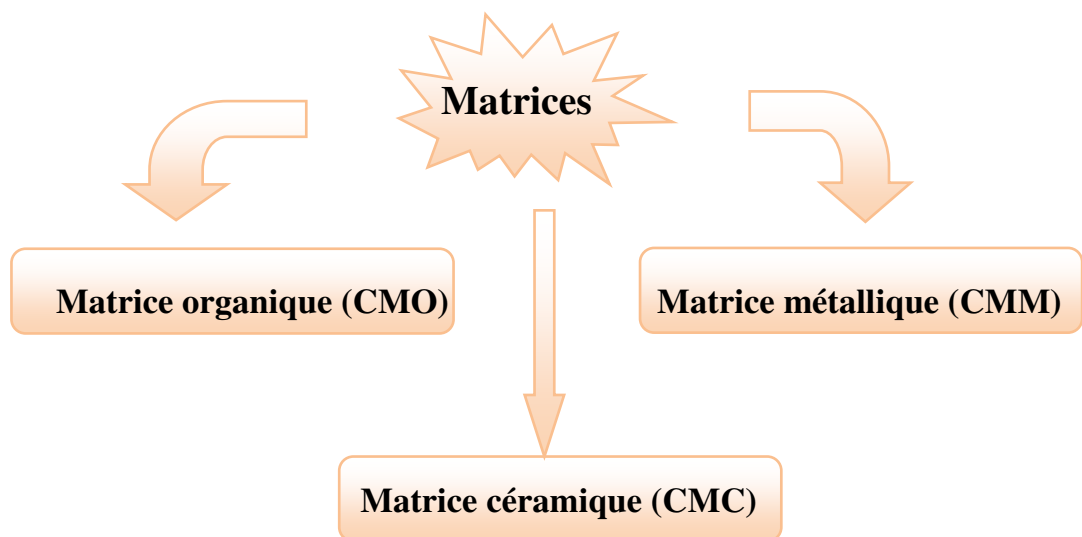 Matrices
Matrice organique (CMO)
Matrice métallique (CMM)
Matrice céramique (CMC)